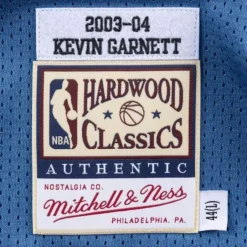 2003-04
KEVIN GARNETT
HARDWOOD
NBA
CLASSICS
AUTHENTIC
NOSTALGIA CO.
Mitchell & Ness
PHILADELPHIA, PA.
44(L)